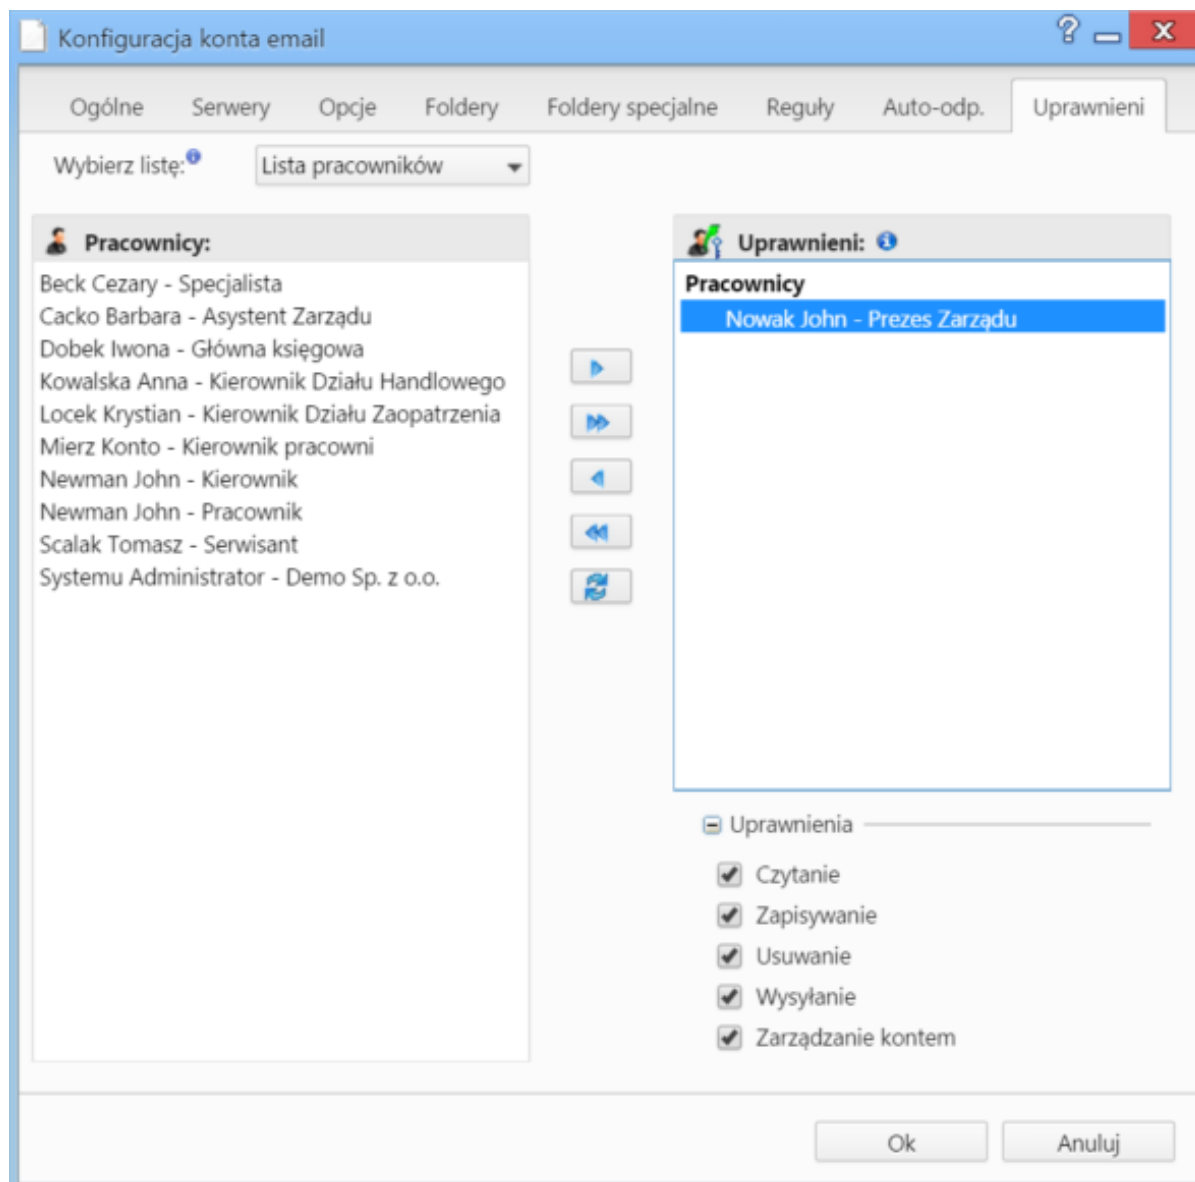 Konfiguracja konta email
Ogólne Serwery Opcje Foldery Foldery specjalne Reguły Auto-odp. Uprawnieni
Wybierz listę: Lista pracowników
Pracownicy:
Beck Cezary - Specjalista
Cacko Barbara - Asystent Zarządu
Dobek Iwona - Główna księgowa
Kowalska Anna - Kierownik Działu Handlowego
Locek Krystian - Kierownik Działu Zaopatrzenia
Mierz Konto - Kierownik pracowni
Newman John - Kierownik
Newman John - Pracownik
Scalak Tomasz - Serwisant
Systemu Administrator - Demo Sp. z o.o.
Uprawnieni:
Pracownicy
Nowak John - Prezes Zarządu
Uprawnienia
Czytanie
Zapisywanie
Usuwanie
Wysyłanie
Zarządzanie kontem
Ok Anuluj